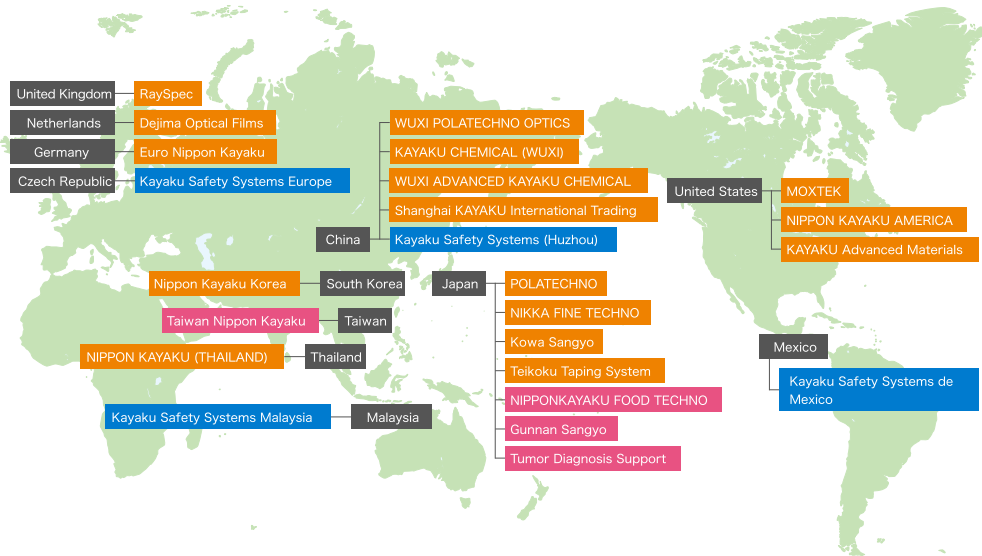 United Kingdom
RaySpec
Netherlands
Dejima Optical Films
Germany
Euro Nippon Kayaku
Czech Republic
Kayaku Safety Systems Europe
China
WUXI POLATECHNO OPTICS
KAYAKU CHEMICAL (WUXI)
WUXI ADVANCED KAYAKU CHEMICAL
Shanghai KAYAKU International Trading
Kayaku Safety Systems (Huzhou)
United States
MOXTEK
NIPPON KAYAKU AMERICA
KAYAKU Advanced Materials
Nippon Kayaku Korea
South Korea
Taiwan Nippon Kayaku
Taiwan
NIPPON KAYAKU (THAILAND)
Thailand
Kayaku Safety Systems Malaysia
Malaysia
Japan
POLATECHNO
NIKKA FINE TECHNO
Kowa Sangyo
Teikoku Taping System
NIPPONKAYAKU FOOD TECHNO
Gunnan Sangyo
Tumor Diagnosis Support
Mexico
Kayaku Safety Systems de
Mexico